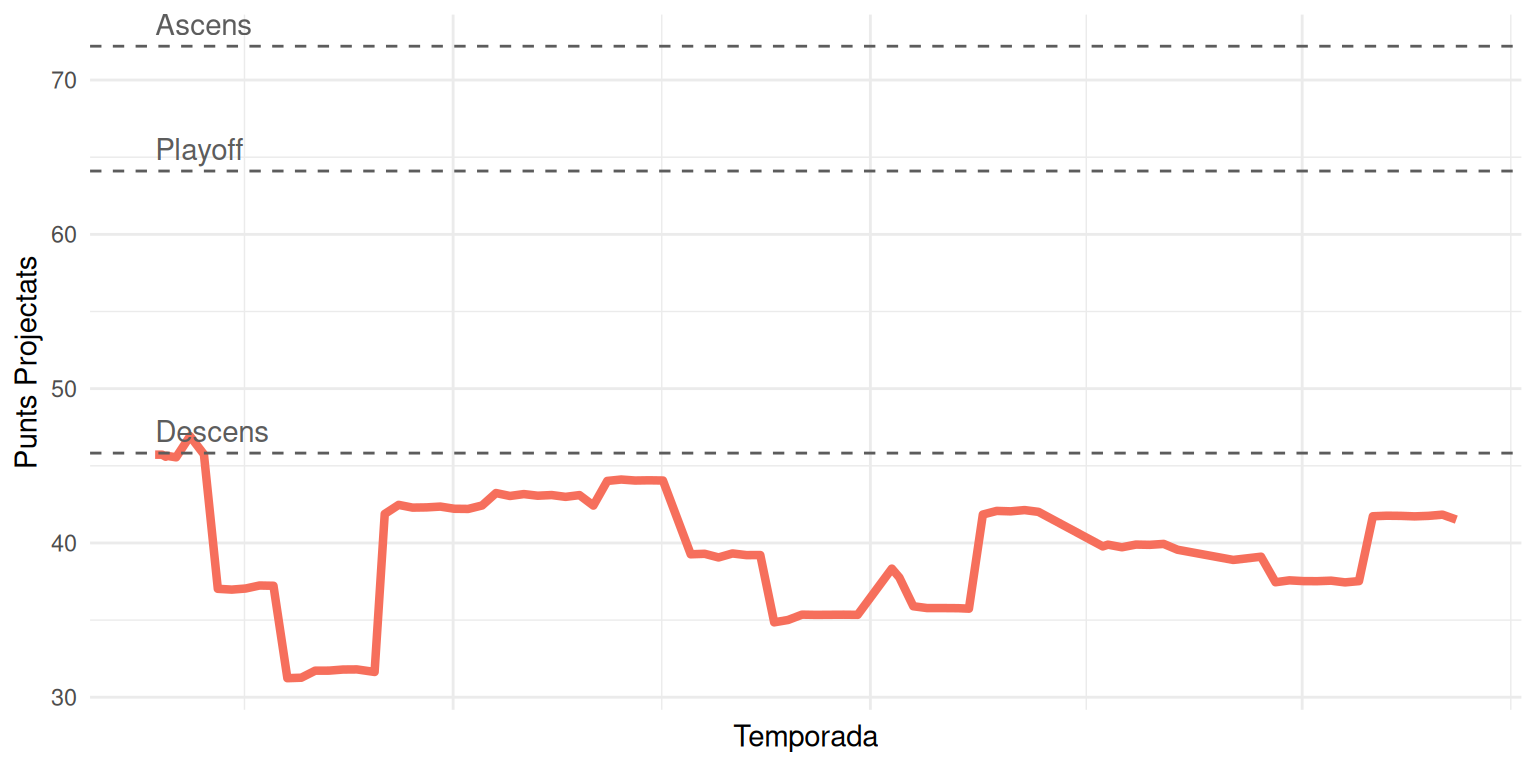 Ascens
70
Playoff
60
Punts Projectats
50
Descens
40
30
Temporada